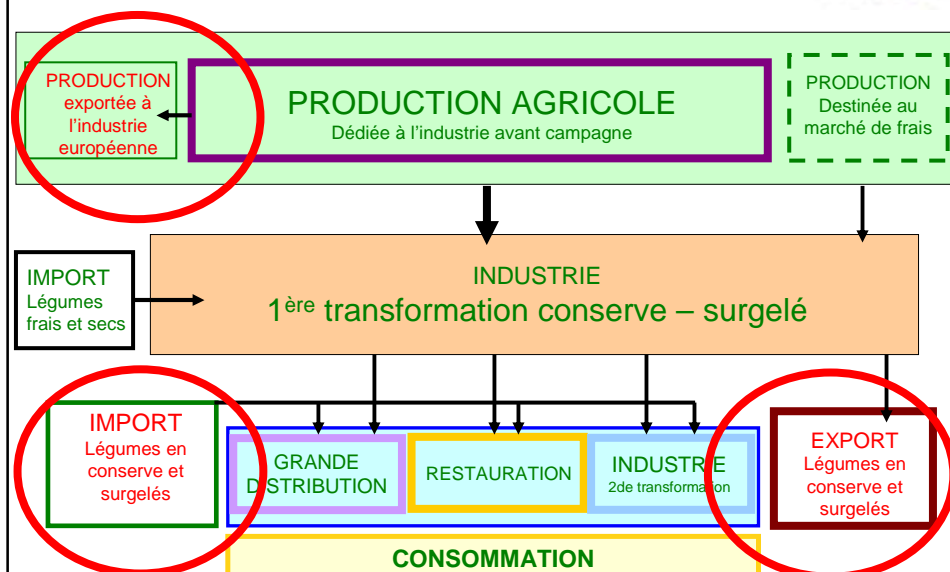 PRODUCTION
exportée à
l’industrie
européenne
PRODUCTION AGRICOLE
Dédiée à l’industrie avant campagne
PRODUCTION
Destinée au
marché de frais
IMPORT
Légumes
frais et secs
INDUSTRIE
1ère transformation conserve – surgelé
IMPORT
Légumes en
conserve et
surgelés
GRANDE
DISTRIBUTION
RESTAURATION
INDUSTRIE
2de transformation
EXPORT
Légumes en
conserve et
surgelés
CONSOMMATION